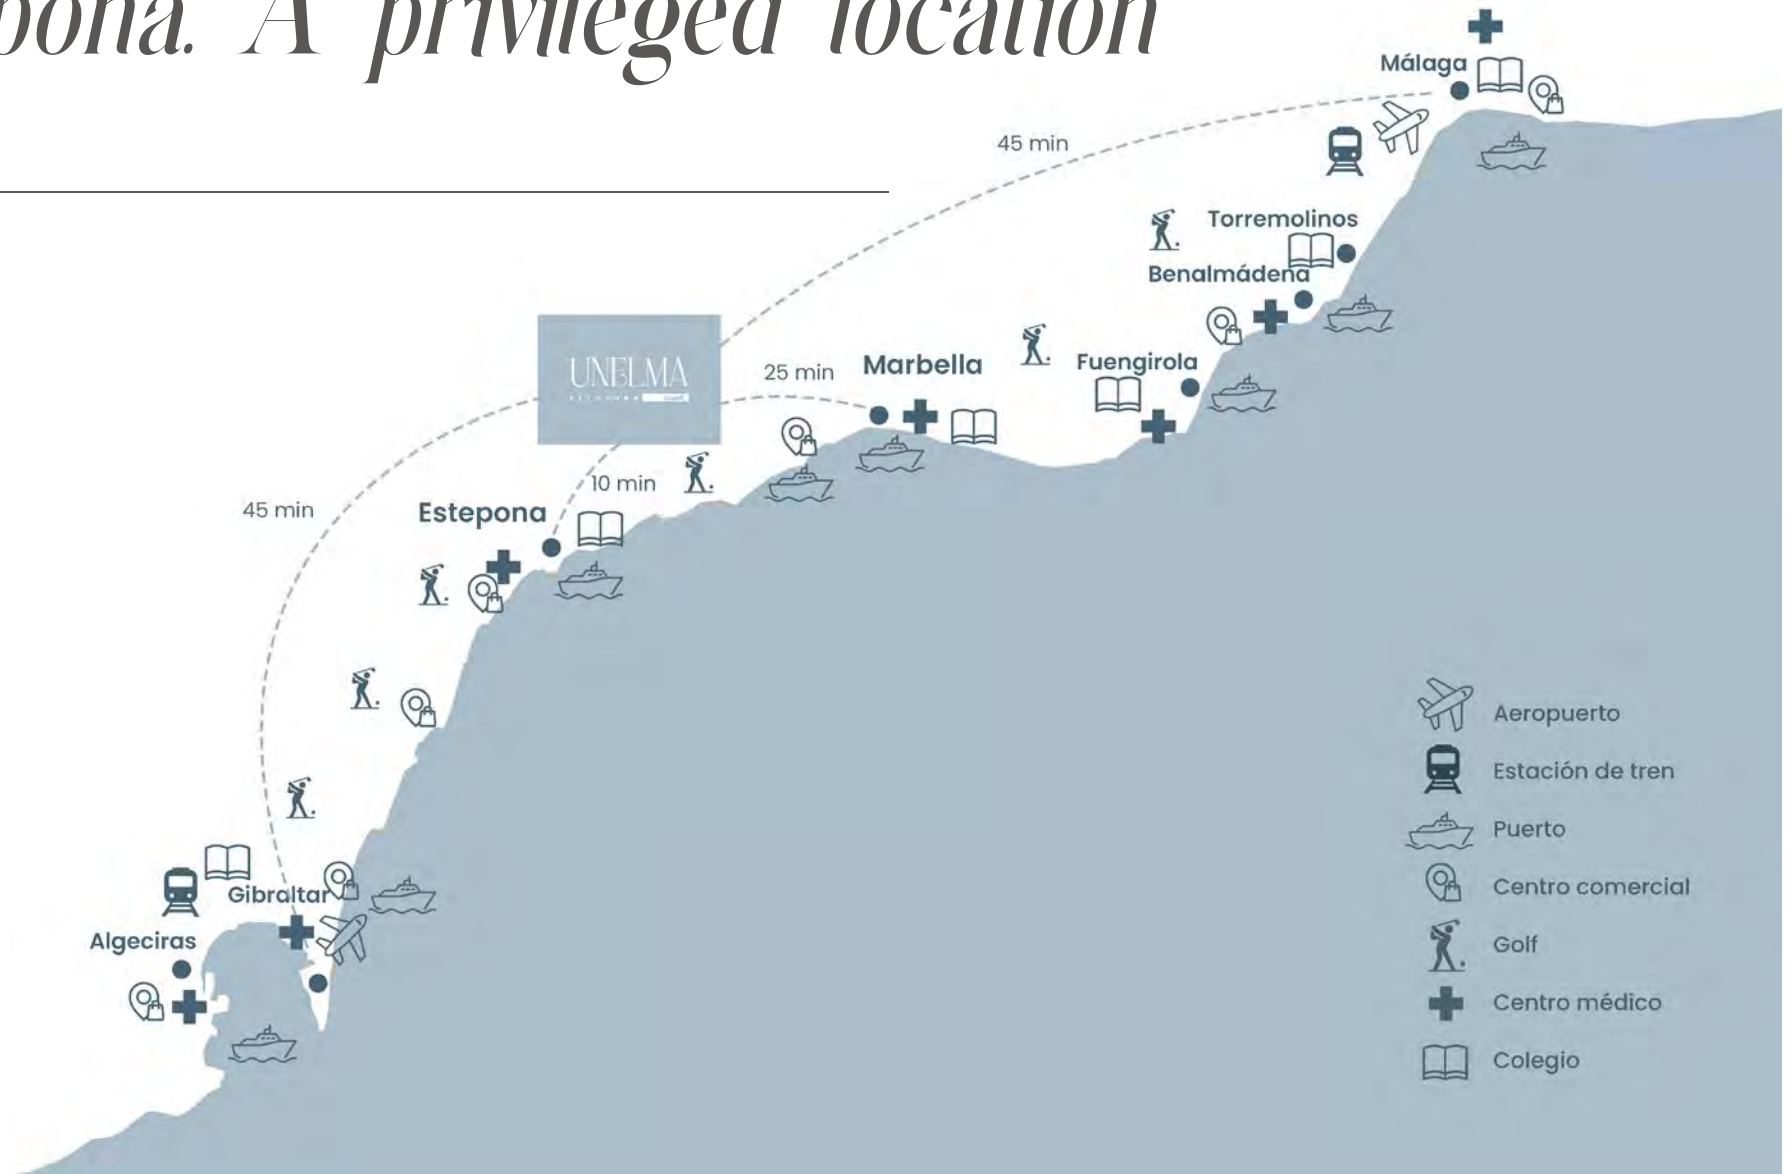 pona. A privileged location
Málaga
45 min
Torremolinos
Benalmádena
UNELMA
25 min
Marbella
Fuengirola
10 min
Estepona
45 min
Gibraltar
Algeciras
Aeropuerto
Estación de tren
Puerto
Centro comercial
Golf
Centro médico
Colegio